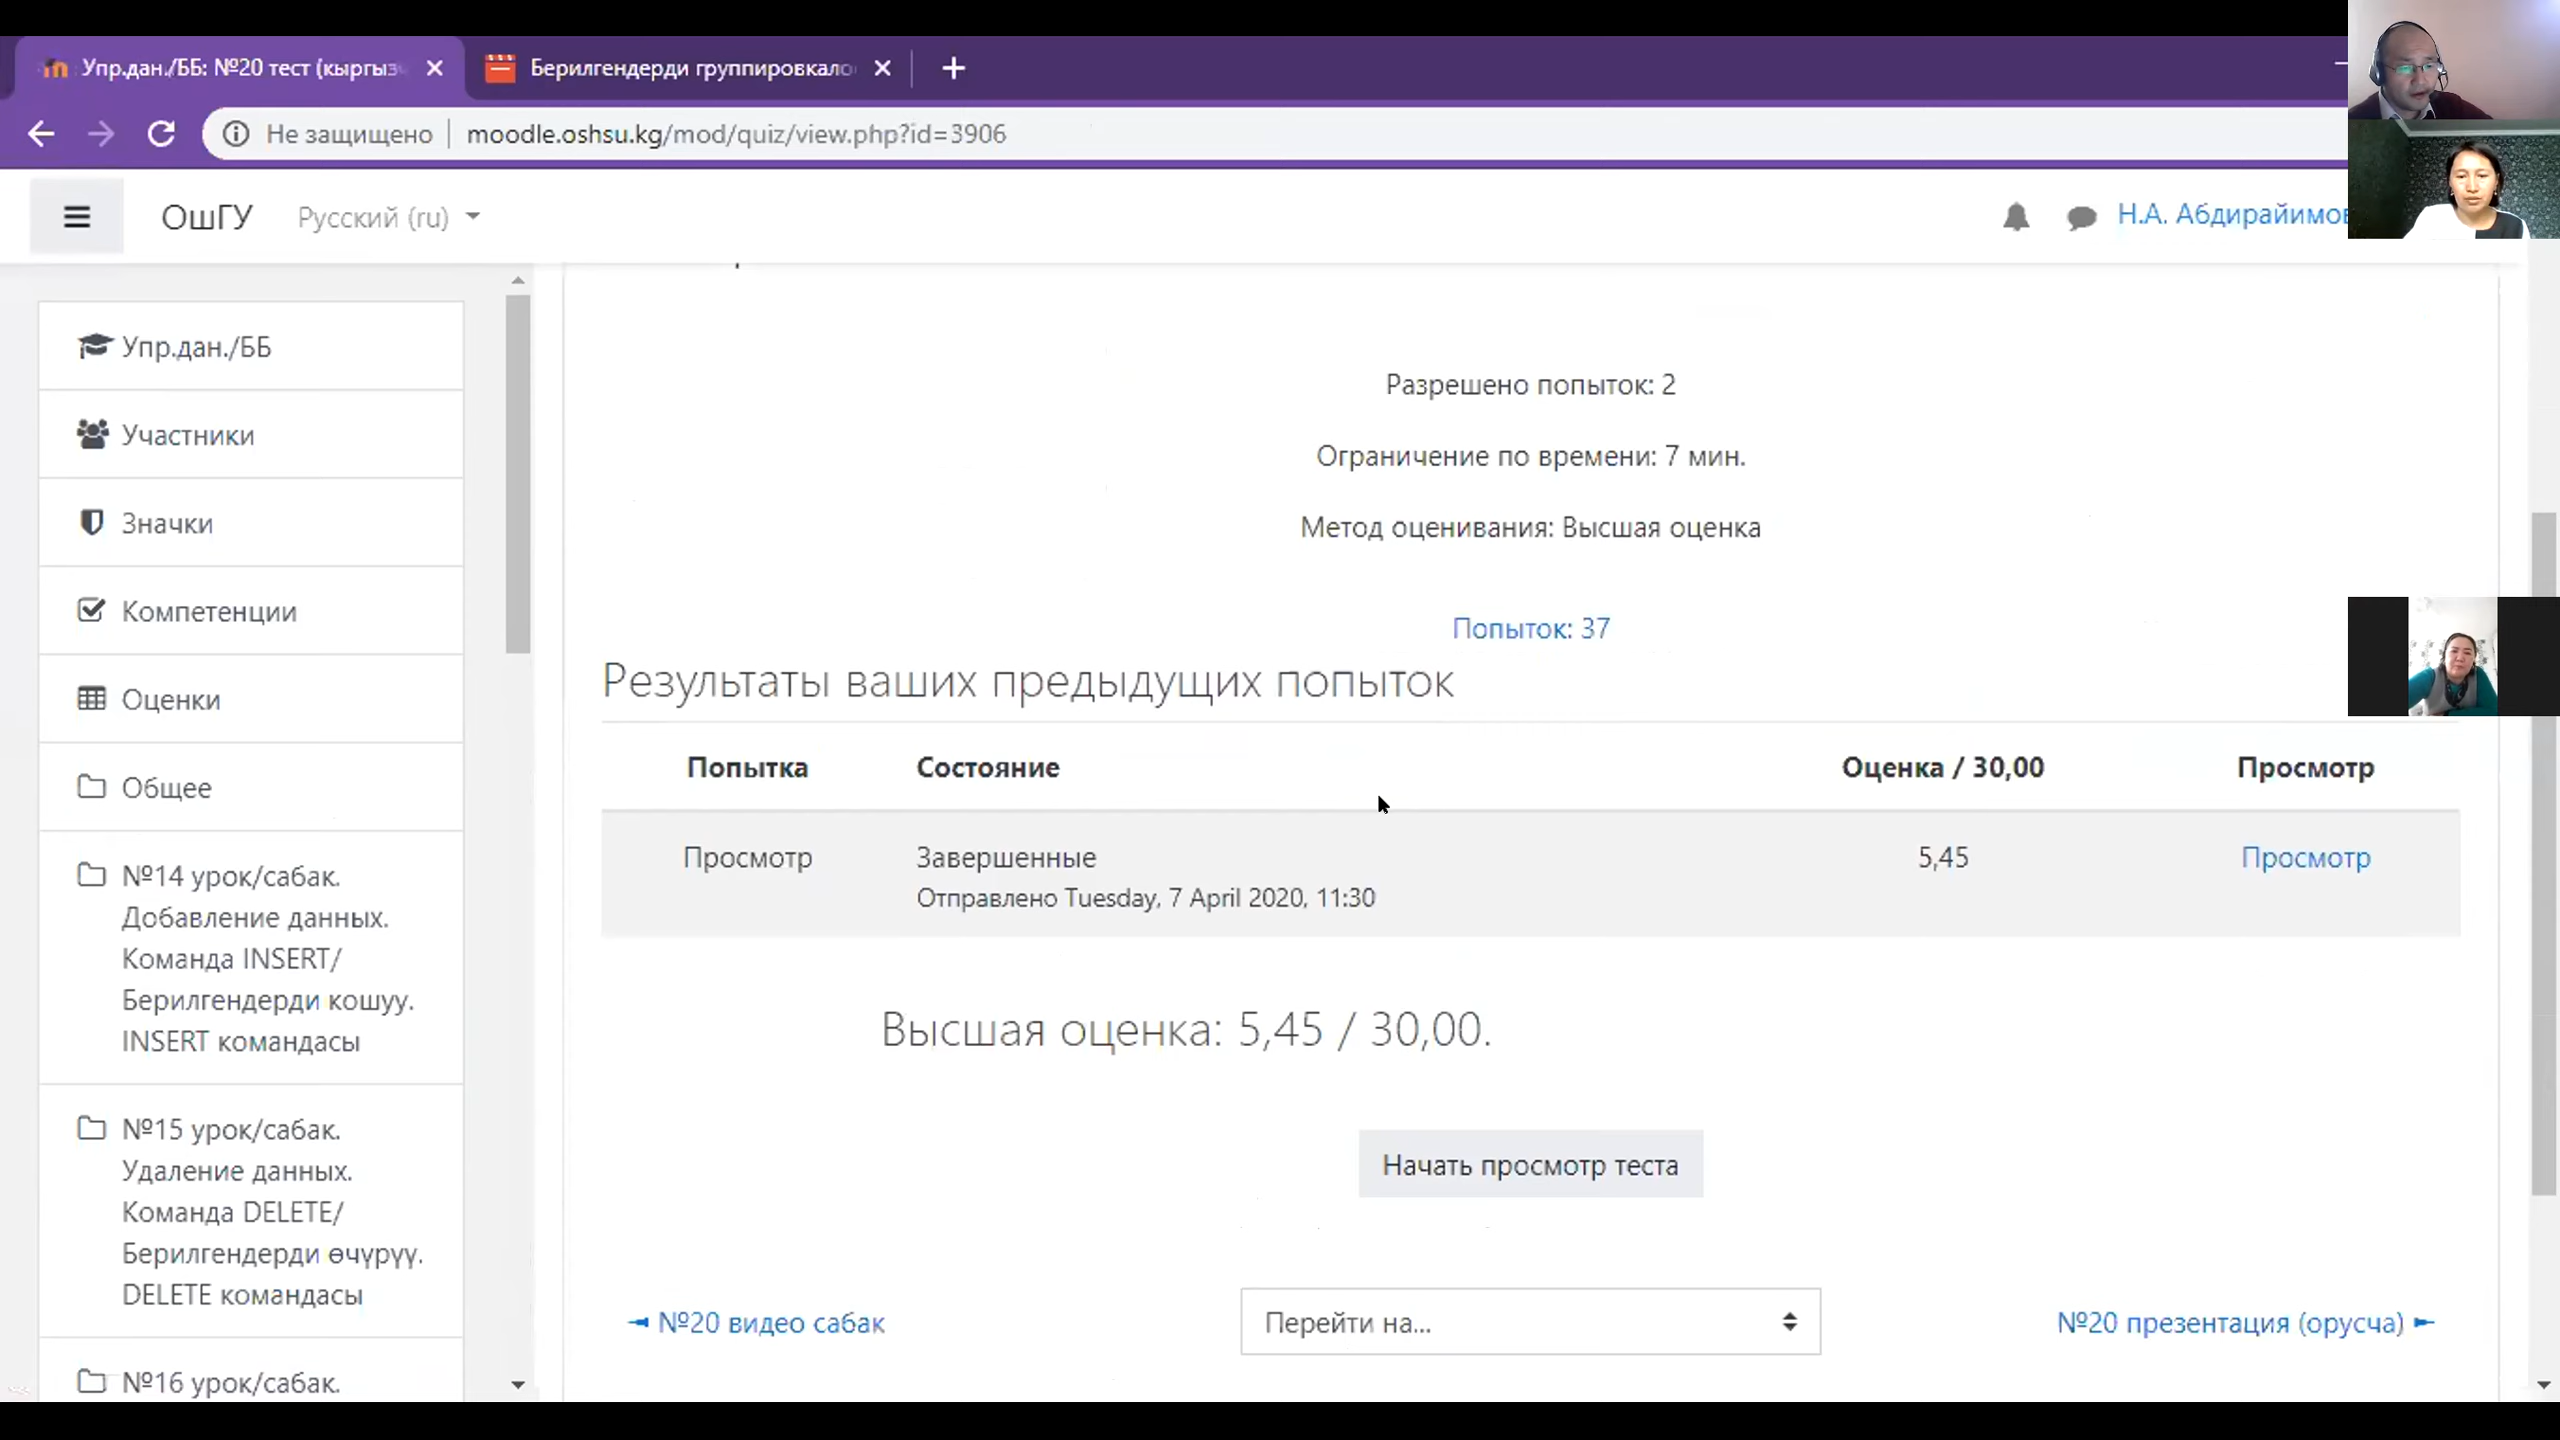 Упр.дан./ББ: №20 тест (кыргыз
Берилгендерди группировкало
Не защищено
moodle.oshsu.kg/mod/quiz/view.php?id=3906
ОшГУ
Русский (ru)
Н.А. Абдирайимов
Упр.дан./ББ
Участники
Значки
Компетенции
Оценки
Общее
№14 урок/сабак.
Добавление данных.
Команда INSERT/
Берилгендерди кошуу.
INSERT командасы
№15 урок/сабак.
Удаление данных.
Команда DELETE/
Берилгендерди өчүрүү.
DELETE командасы
№16 урок/сабак.
Разрешено попыток: 2
Ограничение по времени: 7 мин.
Метод оценивания: Высшая оценка
Попыток: 37
Результаты ваших предыдущих попыток
Попытка Состояние Оценка / 30,00 Просмотр
Просмотр Завершенные 5,45 Просмотр
Отправлено Tuesday, 7 April 2020, 11:30
Высшая оценка: 5,45 / 30,00.
Начать просмотр теста
№20 видео сабак
Перейти на...
№20 презентация (орусча)